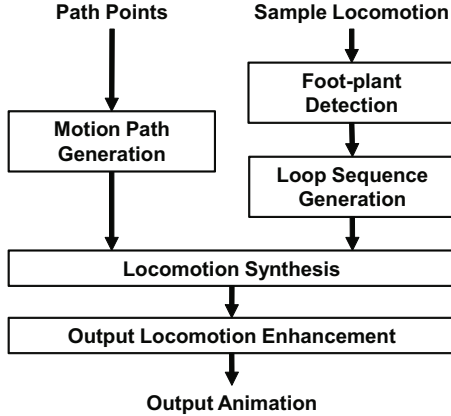 Path Points
Sample Locomotion
Foot-plant
Detection
Motion Path
Generation
Loop Sequence
Generation
Locomotion Synthesis
Output Locomotion Enhancement
Output Animation